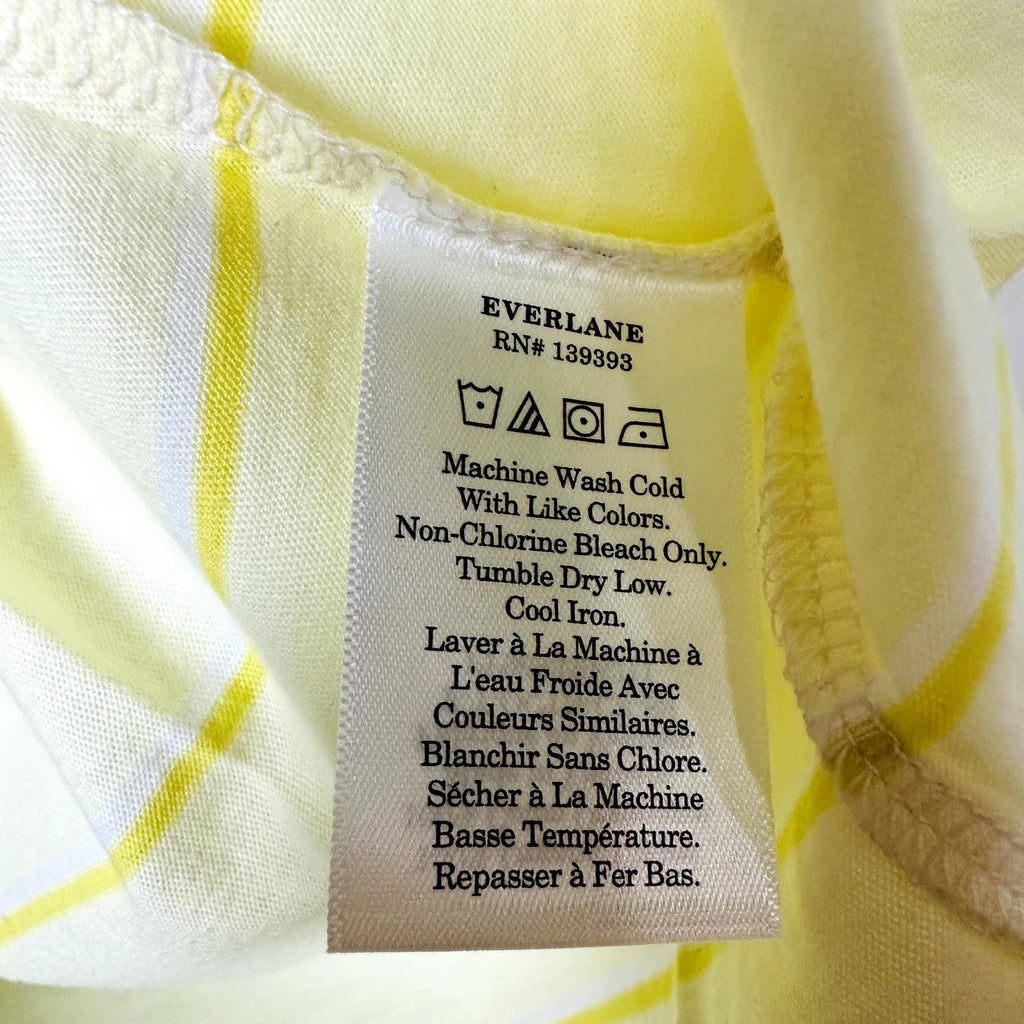 EVERLANE
RN# 139393
Machine Wash Cold
With Like Colors.
Non-Chlorine Bleach Only.
Tumble Dry Low.
Cool Iron.
Laver à La Machine à
L'eau Froide Avec
Couleurs Similaires.
Blanchir Sans Chlore.
Sécher à La Machine
Basse Température.
Repasser à Fer Bas.